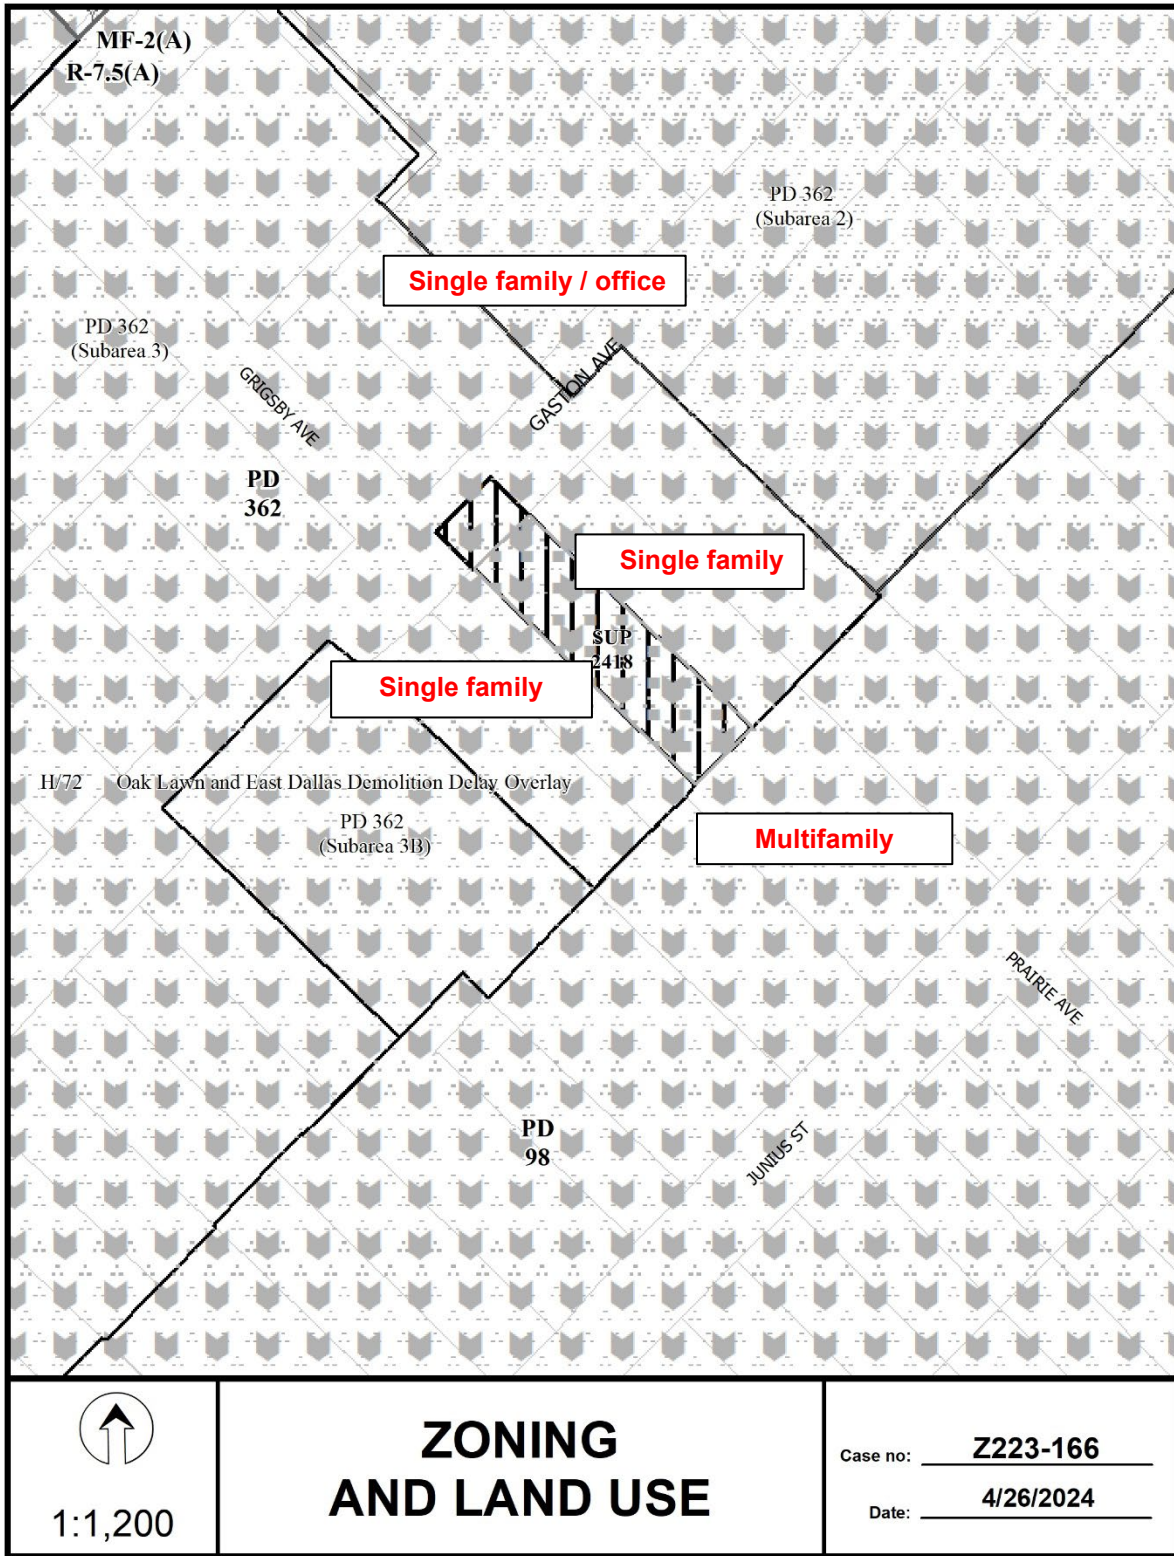 MF-2(A)
R-7.5(A)
PD 362
(Subarea 2)
Single family / office
PD 362
(Subarea 3)
GRIGSBY AVE
GASTON AVE
PD
362
Single family
SUP
2418
Single family
H/72 Oak Lawn and East Dallas Demolition Delay Overlay
PD 362
(Subarea 3B)
Multifamily
PRAIRIE AVE
PD
98
JUNIUS ST
1:1,200
ZONING
AND LAND USE
Case no: Z223-166
Date: 4/26/2024